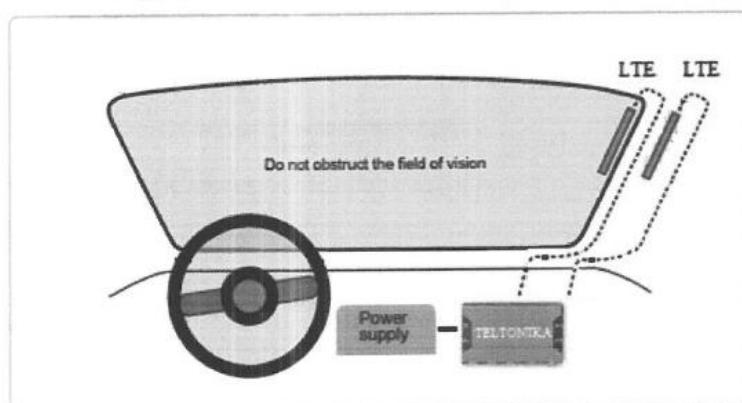 LTE LTE
Do not obstruct the field of vision
Power
supply
TELTONIKA